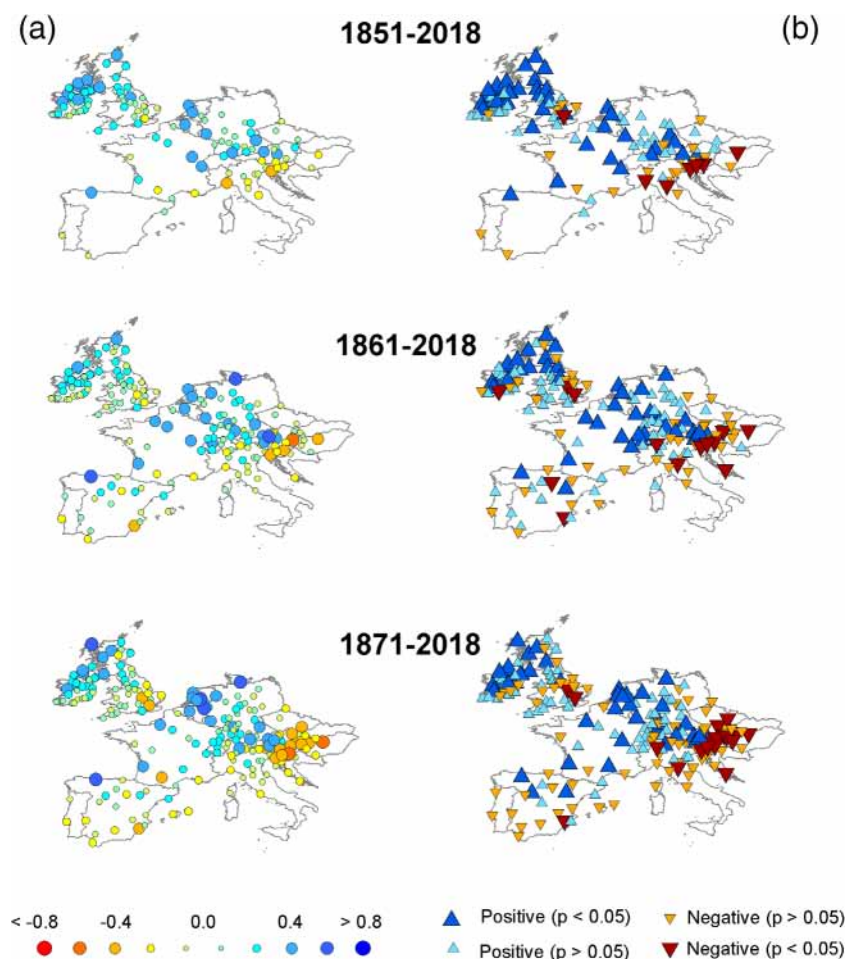 (a) 1851-2018 (b)
1861-2018
1871-2018
< -0.8 -0.4 0.0 0.4 > 0.8
Positive (p < 0.05) Negative (p > 0.05)
Positive (p > 0.05) Negative (p < 0.05)